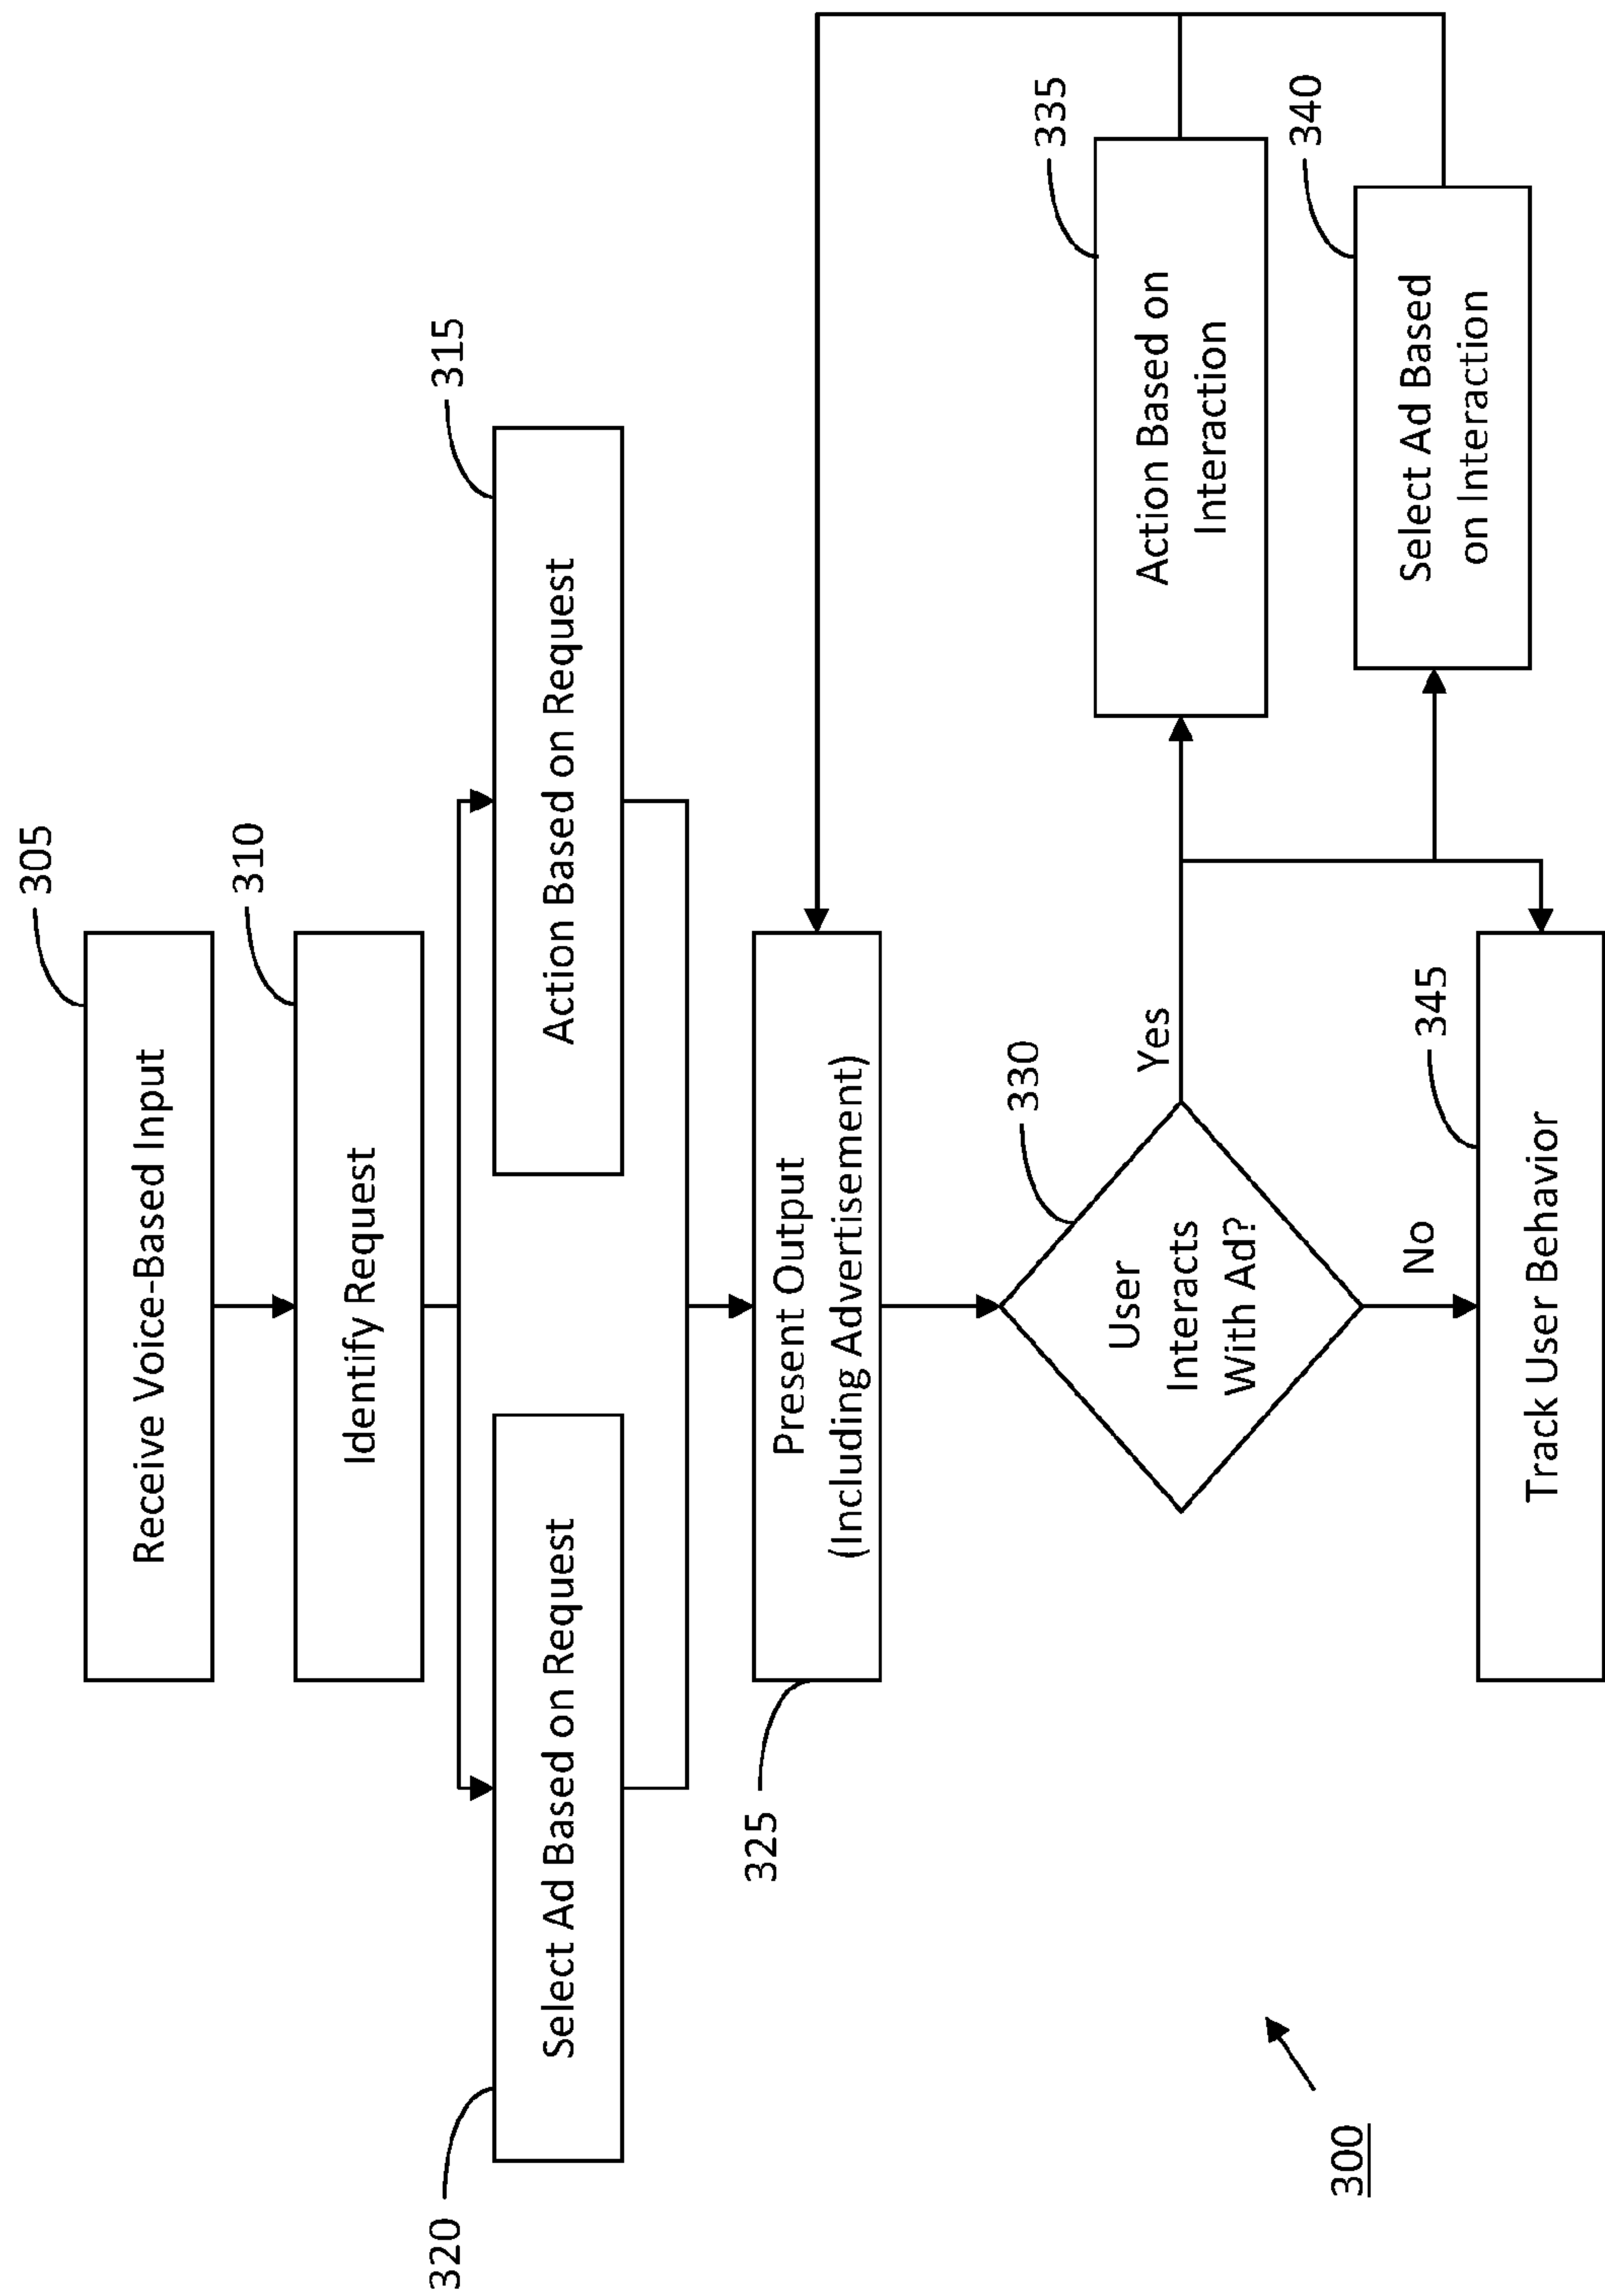 305
Receive Voice-Based Input
310
Identify Request
320
Select Ad Based on Request
315
Action Based on Request
325
Present Output
(Including Advertisement)
330
User
Interacts
With Ad?
Yes
No
335
Action Based on
Interaction
340
Select Ad Based
on Interaction
345
Track User Behavior
300